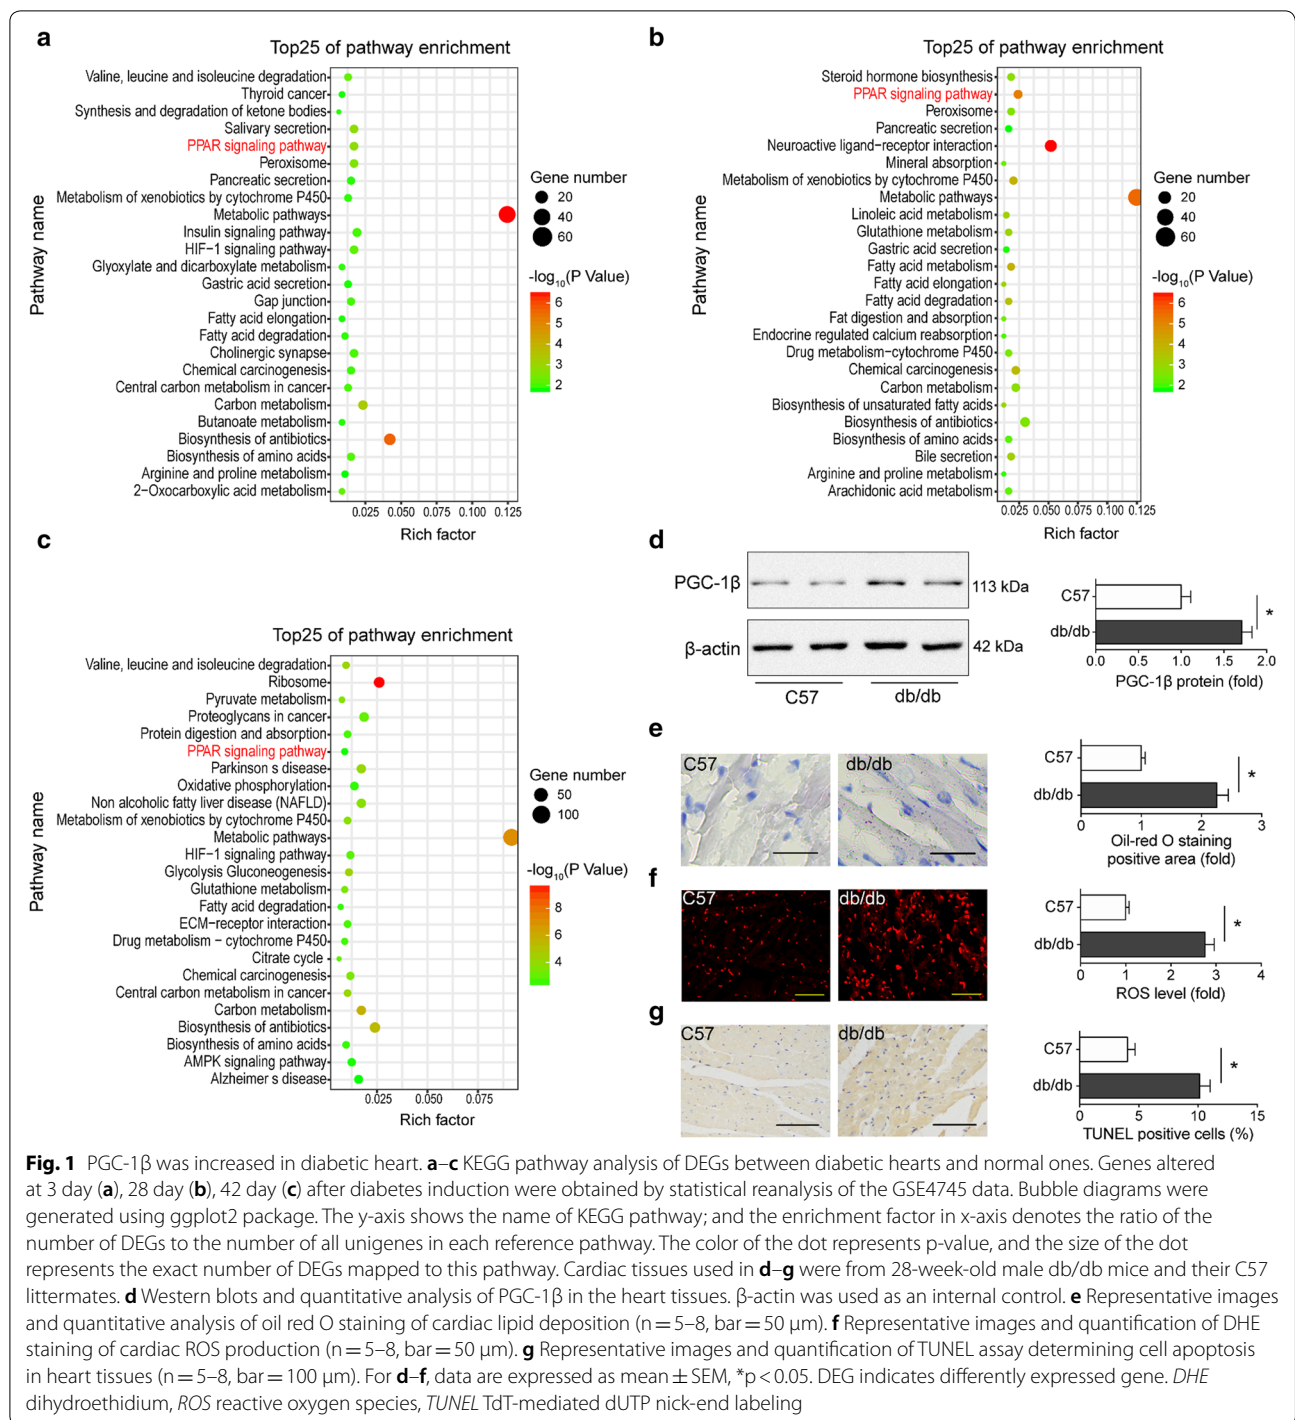 a
Top25 of pathway enrichment
Pathway name
Valine, leucine and isoleucine degradation
Thyroid cancer
Synthesis and degradation of ketone bodies
Salivary secretion
PPAR signaling pathway
Peroxisome
Pancreatic secretion
Metabolism of xenobiotics by cytochrome P450
Metabolic pathways
Insulin signaling pathway
HIF−1 signaling pathway
Glyoxylate and dicarboxylate metabolism
Gastric acid secretion
Gap junction
Fatty acid elongation
Fatty acid degradation
Cholinergic synapse
Chemical carcinogenesis
Central carbon metabolism in cancer
Carbon metabolism
Butanoate metabolism
Biosynthesis of antibiotics
Biosynthesis of amino acids
Arginine and proline metabolism
2−Oxocarboxylic acid metabolism
0.025 0.050 0.075 0.100 0.125
Rich factor
Gene number
20
40
60
-log10(P Value)
6
5
4
3
2
b
Top25 of pathway enrichment
Pathway name
Steroid hormone biosynthesis
PPAR signaling pathway
Peroxisome
Pancreatic secretion
Neuroactive ligand−receptor interaction
Mineral absorption
Metabolism of xenobiotics by cytochrome P450
Metabolic pathways
Linoleic acid metabolism
Glutathione metabolism
Gastric acid secretion
Fatty acid metabolism
Fatty acid elongation
Fatty acid degradation
Fat digestion and absorption
Endocrine regulated calcium reabsorption
Drug metabolism−cytochrome P450
Chemical carcinogenesis
Carbon metabolism
Biosynthesis of unsaturated fatty acids
Biosynthesis of antibiotics
Biosynthesis of amino acids
Bile secretion
Arginine and proline metabolism
Arachidonic acid metabolism
0.025 0.050 0.075 0.100 0.125
Rich factor
Gene number
20
40
60
-log10(P Value)
6
5
4
3
2
c
Top25 of pathway enrichment
Pathway name
Valine, leucine and isoleucine degradation
Ribosome
Pyruvate metabolism
Proteoglycans in cancer
Protein digestion and absorption
PPAR signaling pathway
Parkinson s disease
Oxidative phosphorylation
Non alcoholic fatty liver disease (NAFLD)
Metabolism of xenobiotics by cytochrome P450
Metabolic pathways
HIF−1 signaling pathway
Glycolysis Gluconeogenesis
Glutathione metabolism
Fatty acid degradation
ECM−receptor interaction
Drug metabolism − cytochrome P450
Citrate cycle
Chemical carcinogenesis
Central carbon metabolism in cancer
Carbon metabolism
Biosynthesis of antibiotics
Biosynthesis of amino acids
AMPK signaling pathway
Alzheimer s disease
0.025 0.050 0.075
Rich factor
Gene number
50
100
-log10(P Value)
8
6
4
d
PGC-1β
113 kDa
β-actin
42 kDa
C57 db/db
C57
db/db
*
0.0 0.5 1.0 1.5 2.0
PGC-1β protein (fold)
e
C57
db/db
C57
db/db
*
0 1 2 3
Oil-red O staining
positive area (fold)
f
C57
db/db
C57
db/db
*
0 1 2 3 4
ROS level (fold)
g
C57
db/db
C57
db/db
*
0 5 10 15
TUNEL positive cells (%)
Fig. 1 PGC-1β was increased in diabetic heart. a–c KEGG pathway analysis of DEGs between diabetic hearts and normal ones. Genes altered
at 3 day (a), 28 day (b), 42 day (c) after diabetes induction were obtained by statistical reanalysis of the GSE4745 data. Bubble diagrams were
generated using ggplot2 package. The y-axis shows the name of KEGG pathway; and the enrichment factor in x-axis denotes the ratio of the
number of DEGs to the number of all unigenes in each reference pathway. The color of the dot represents p-value, and the size of the dot
represents the exact number of DEGs mapped to this pathway. Cardiac tissues used in d–g were from 28-week-old male db/db mice and their C57
littermates. d Western blots and quantitative analysis of PGC-1β in the heart tissues. β-actin was used as an internal control. e Representative images
and quantitative analysis of oil red O staining of cardiac lipid deposition (n = 5–8, bar = 50 μm). f Representative images and quantification of DHE
staining of cardiac ROS production (n = 5–8, bar = 50 μm). g Representative images and quantification of TUNEL assay determining cell apoptosis
in heart tissues (n = 5–8, bar = 100 μm). For d–f, data are expressed as mean ± SEM, *p < 0.05. DEG indicates differently expressed gene. DHE
dihydroethidium, ROS reactive oxygen species, TUNEL TdT-mediated dUTP nick-end labeling